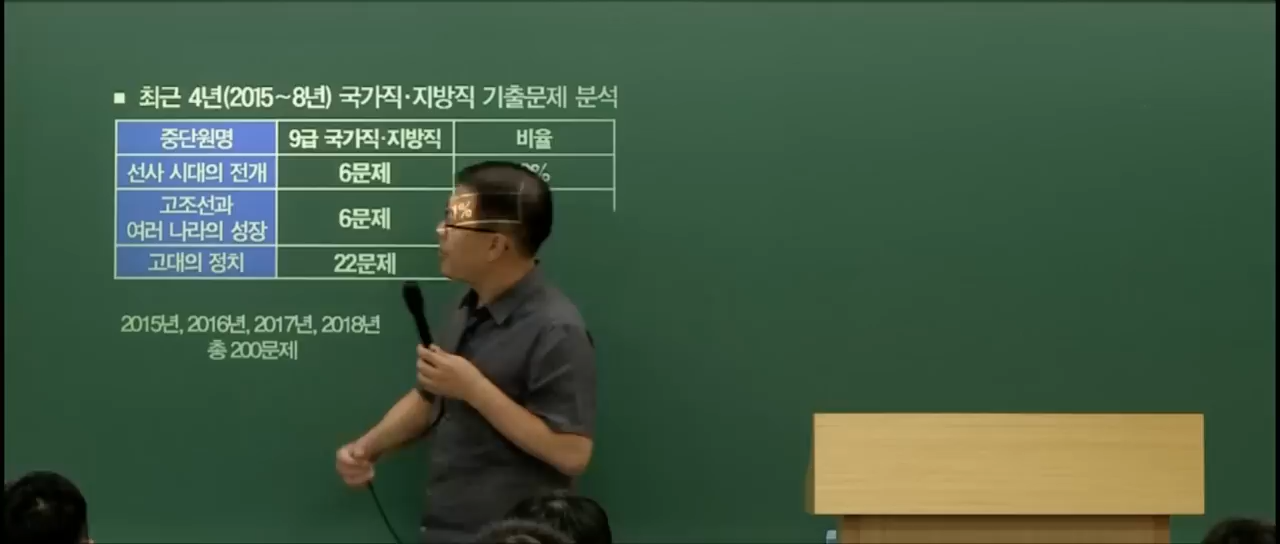 ▪ 최근 4년(2015~8년) 국가직·지방직 기출문제 분석
중단원명 9급 국가직·지방직 비율
선사 시대의 전개 6문제
고조선과
여러 나라의 성장 6문제
고대의 정치 22문제
2015년, 2016년, 2017년, 2018년
총 200문제